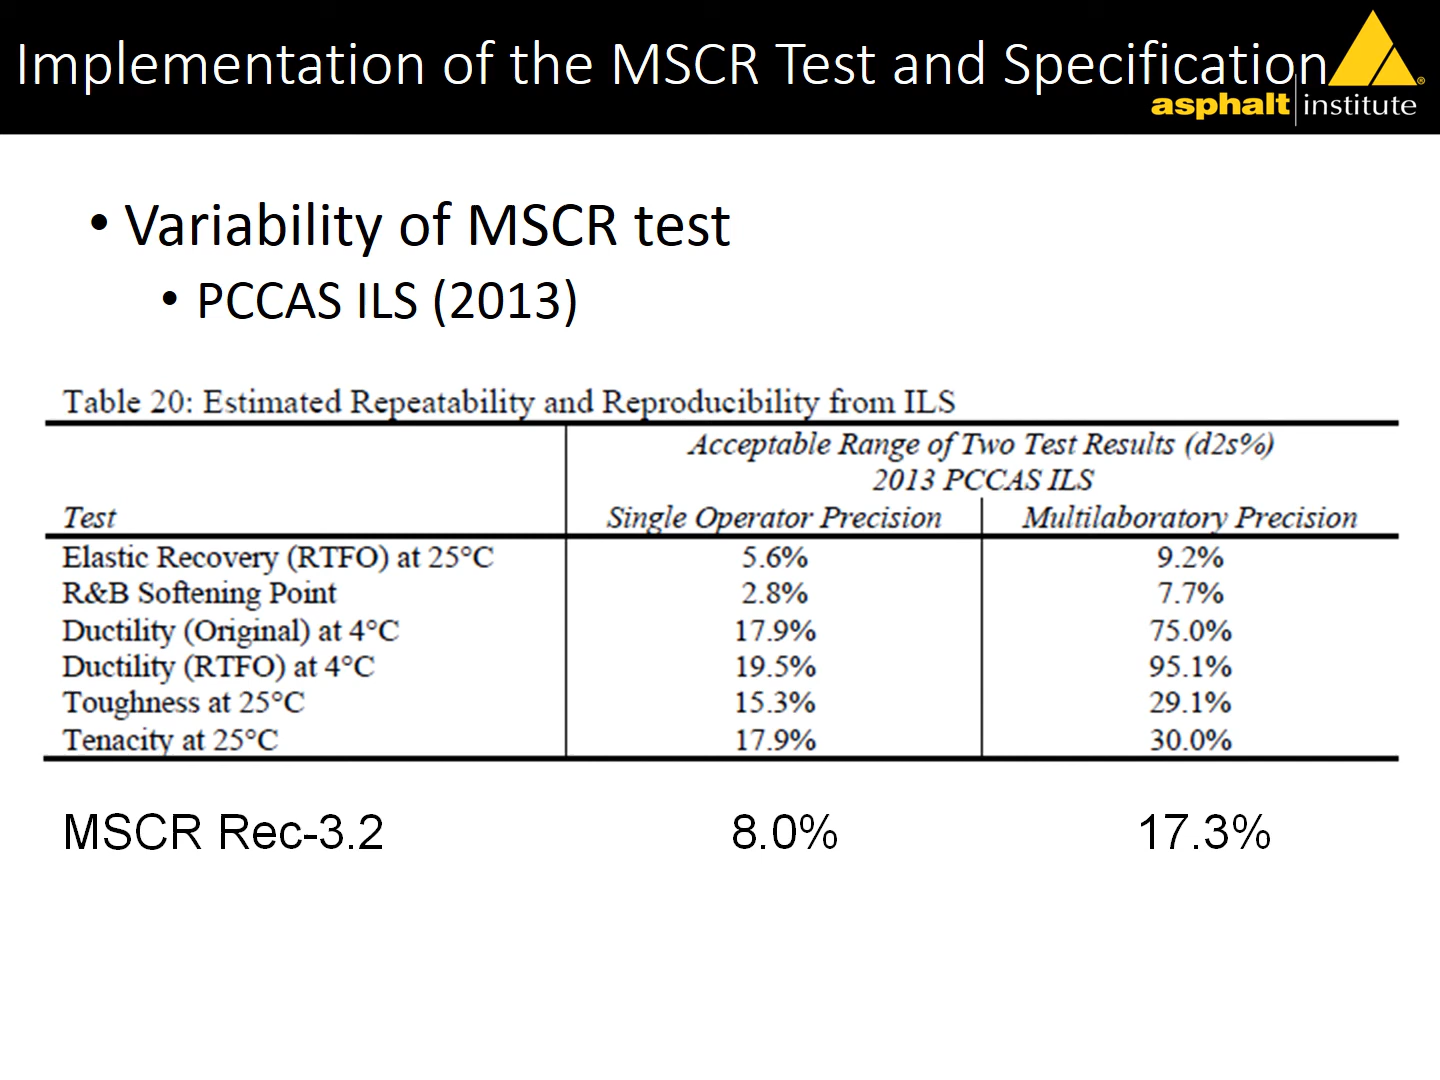 Implementation of the MSCR Test and Specification
asphalt institute®
• Variability of MSCR test
• PCCAS ILS (2013)
Table 20: Estimated Repeatability and Reproducibility from ILS
Acceptable Range of Two Test Results (d2s%)
2013 PCCAS ILS
Test Single Operator Precision Multilaboratory Precision
Elastic Recovery (RTFO) at 25°C 5.6% 9.2%
R&B Softening Point 2.8% 7.7%
Ductility (Original) at 4°C 17.9% 75.0%
Ductility (RTFO) at 4°C 19.5% 95.1%
Toughness at 25°C 15.3% 29.1%
Tenacity at 25°C 17.9% 30.0%
MSCR Rec-3.2 8.0% 17.3%